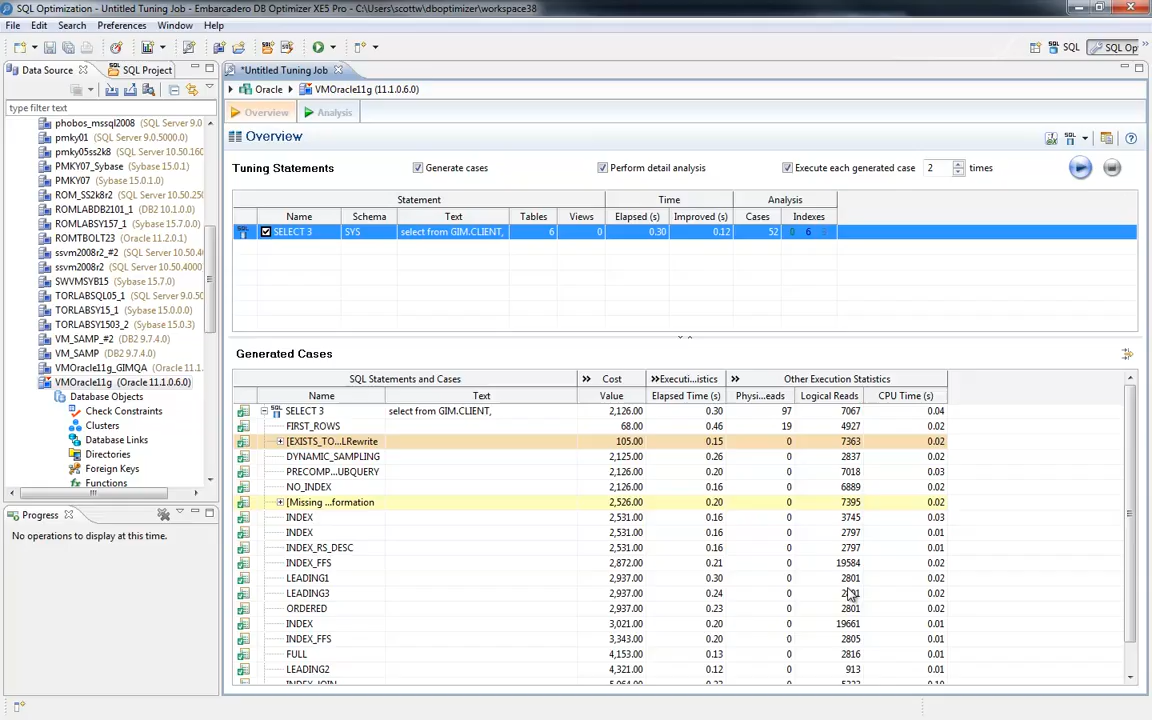 SQL Optimization - Untitled Tuning Job - Embarcadero DB Optimizer XE5 Pro - C:\Users\scottw\dboptimizer\workspace38
File Edit Search Preferences Window Help
SQL SQL Op
Data Source SQL Project
type filter text
phobos_mssql2008 (SQL Server 9.0
pmky01 (SQL Server 9.0.5000.0)
pmky05ss2k8 (SQL Server 10.50.160
PMKY07_Sybase (Sybase 15.0.1)
PMKY07 (Sybase 15.0.1.0)
ROM_SS2k8r2 (SQL Server 10.50.250
ROMLABDB2101_1 (DB2 10.1.0.0)
ROMLABSY157_1 (Sybase 15.7.0.0)
ROMTBOLT23 (Oracle 11.2.0.1)
ssvm2008r2_#2 (SQL Server 10.50.4
ssvm2008r2 (SQL Server 10.50.4000
SWVMSYB15 (Sybase 15.7.0)
TORLABSQL05_1 (SQL Server 9.0.50
TORLABSY15_1 (Sybase 15.0.0.0)
TORLABSY1503_2 (Sybase 15.0.3)
VM_SAMP_#2 (DB2 9.7.4.0)
VM_SAMP (DB2 9.7.4.0)
VMOracle11g_GIMQA (Oracle 11.1.
VMOracle11g (Oracle 11.1.0.6.0)
Database Objects
Check Constraints
Clusters
Database Links
Directories
Foreign Keys
Functions
Progress
No operations to display at this time.
*Untitled Tuning Job
Oracle VMOracle11g (11.1.0.6.0)
Overview Analysis
Overview
Tuning Statements Generate cases Perform detail analysis Execute each generated case 2 times
Statement Time Analysis
Name Schema Text Tables Views Elapsed (s) Improved (s) Cases Indexes
SELECT 3 SYS select from GIM.CLIENT, 6 0 0.30 0.12 52 0 6
Generated Cases
SQL Statements and Cases Cost Executi...istics Other Execution Statistics
Name Text Value Elapsed Time (s) Physi...eads Logical Reads CPU Time (s)
SELECT 3 select from GIM.CLIENT, 2,126.00 0.30 97 7067 0.04
FIRST_ROWS 68.00 0.46 19 4927 0.02
[EXISTS_TO...LRewrite 105.00 0.15 0 7363 0.02
DYNAMIC_SAMPLING 2,125.00 0.26 0 2837 0.02
PRECOMP...UBQUERY 2,126.00 0.20 0 7018 0.03
NO_INDEX 2,126.00 0.16 0 6889 0.02
[Missing ...formation 2,526.00 0.20 0 7395 0.02
INDEX 2,531.00 0.16 0 3745 0.03
INDEX 2,531.00 0.16 0 2797 0.01
INDEX_RS_DESC 2,531.00 0.16 0 2797 0.01
INDEX_FFS 2,872.00 0.21 0 19584 0.02
LEADING1 2,937.00 0.30 0 2801 0.02
LEADING3 2,937.00 0.24 0 0.02
ORDERED 2,937.00 0.23 0 2801 0.02
INDEX 3,021.00 0.20 0 19661 0.01
INDEX_FFS 3,343.00 0.20 0 2805 0.01
FULL 4,153.00 0.13 0 2816 0.01
LEADING2 4,321.00 0.12 0 913 0.01
INDEX_JOIN